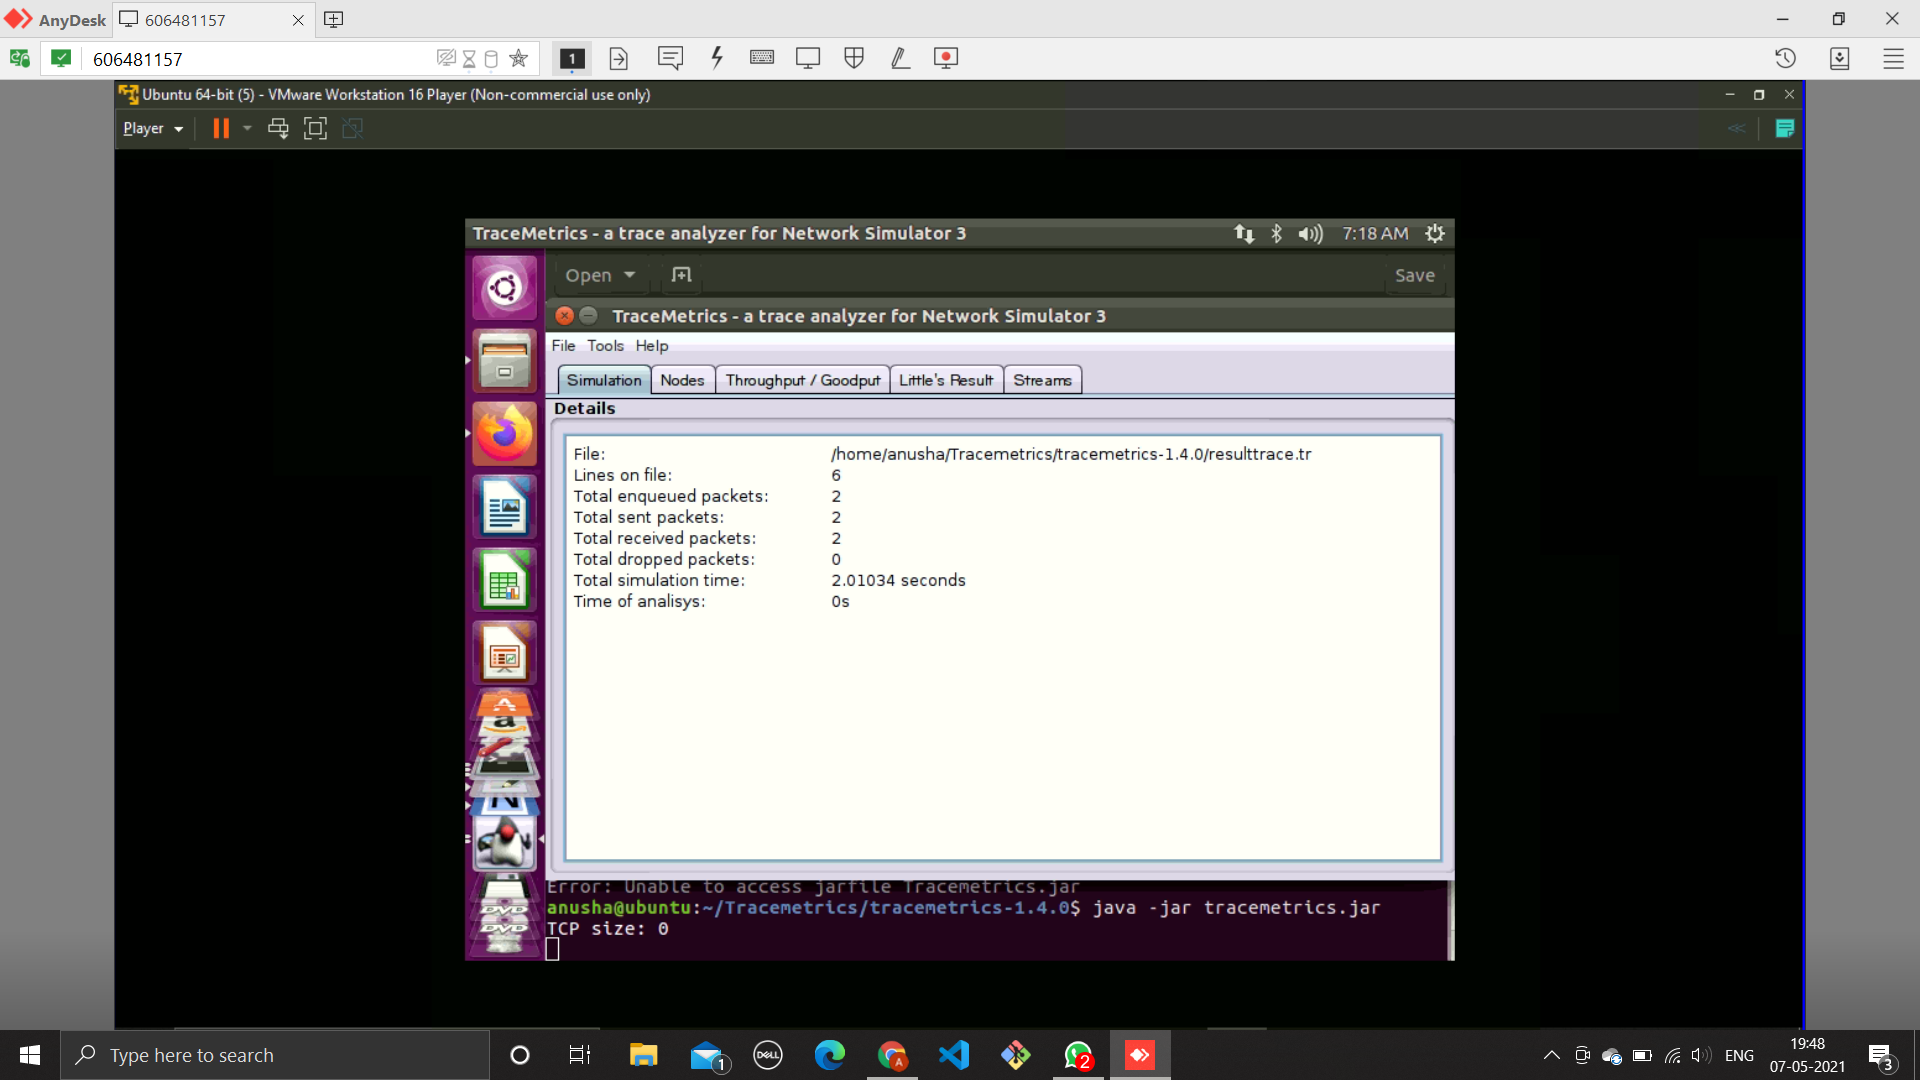 AnyDesk 606481157
606481157 1
Ubuntu 64-bit (5) - VMware Workstation 16 Player (Non-commercial use only)
Player
TraceMetrics - a trace analyzer for Network Simulator 3 7:18 AM
Open Save
TraceMetrics - a trace analyzer for Network Simulator 3
File Tools Help
Simulation Nodes Throughput / Goodput Little's Result Streams
Details
File: /home/anusha/Tracemetrics/tracemetrics-1.4.0/resulttrace.tr
Lines on file: 6
Total enqueued packets: 2
Total sent packets: 2
Total received packets: 2
Total dropped packets: 0
Total simulation time: 2.01034 seconds
Time of analisys: 0s
Error: Unable to access jarfile Tracemetrics.jar
anusha@ubuntu:~/Tracemetrics/tracemetrics-1.4.0$ java -jar tracemetrics.jar
TCP size: 0
DVD
DVD
Type here to search 1 DELL A 2 ENG 19:48
07-05-2021 3